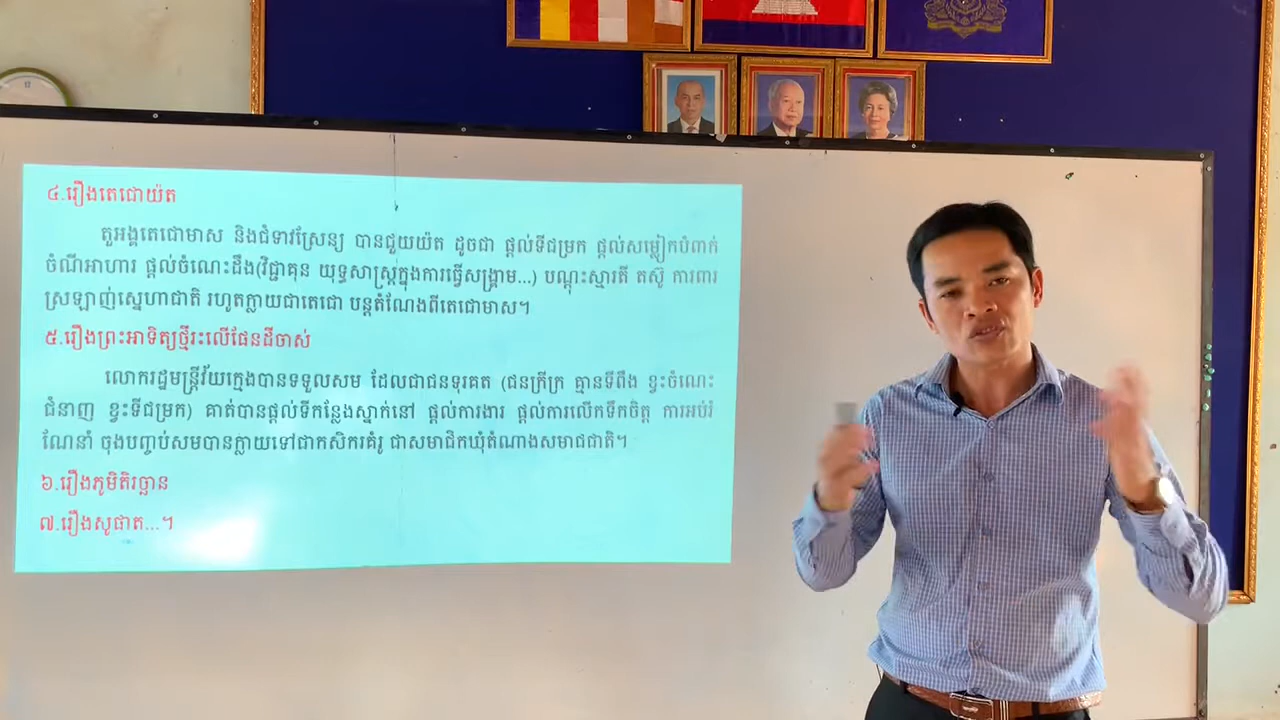 ៤.រឿងតេជោយ៉ត
តួអង្គតេជោមាស និងជំទាវស្រែន្យ បានជួយយ៉ត ដូចជា ផ្តល់ទីជម្រក ផ្តល់សម្លៀកបំពាក់
ចំណីអាហារ ផ្តល់ចំណេះដឹង(វិជ្ជាគុន យុទ្ធសាស្ត្រក្នុងការធ្វើសង្គ្រាម...) បណ្តុះស្មារតី តស៊ូ ការពារ
ស្រឡាញ់ស្នេហាជាតិ រហូតក្លាយជាតេជោ បន្តតំណែងពីតេជោមាស។
៥.រឿងព្រះអាទិត្យថ្មីរះលើផែនដីចាស់
លោករដ្ឋមន្ត្រីវ័យក្មេងបានទទួលសម ដែលជាជនទុរគត (ជនក្រីក្រ គ្មានទីពឹង ខ្វះចំណេះ
ជំនាញ ខ្វះទីជម្រក) គាត់បានផ្តល់ទីកន្លែងស្នាក់នៅ ផ្តល់ការងារ ផ្តល់ការលើកទឹកចិត្ត ការអប់រំ
ណែនាំ ចុងបញ្ចប់សមបានក្លាយទៅជាកសិករគំរូ ជាសមាជិកឃុំតំណាងសមាជជាតិ។
៦.រឿងភូមិតិរច្ឆាន
៧.រឿងសូផាត...។